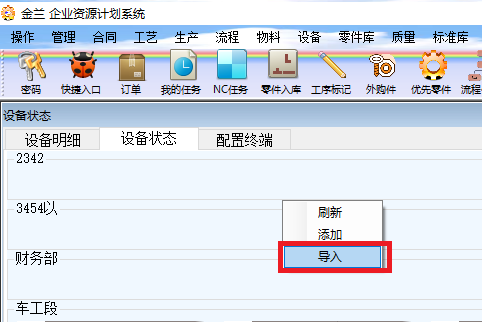 金兰 企业资源计划系统
操作 管理 合同 工艺 生产 流程 物料 设备 零件库 质量 标准库
密码 快捷入口 订单 我的任务 NC任务 零件入库 工序标记 外购件 优先零件 流程
设备状态
设备明细 设备状态 配置终端
2342
3454以
刷新
添加
导入
财务部
车工段